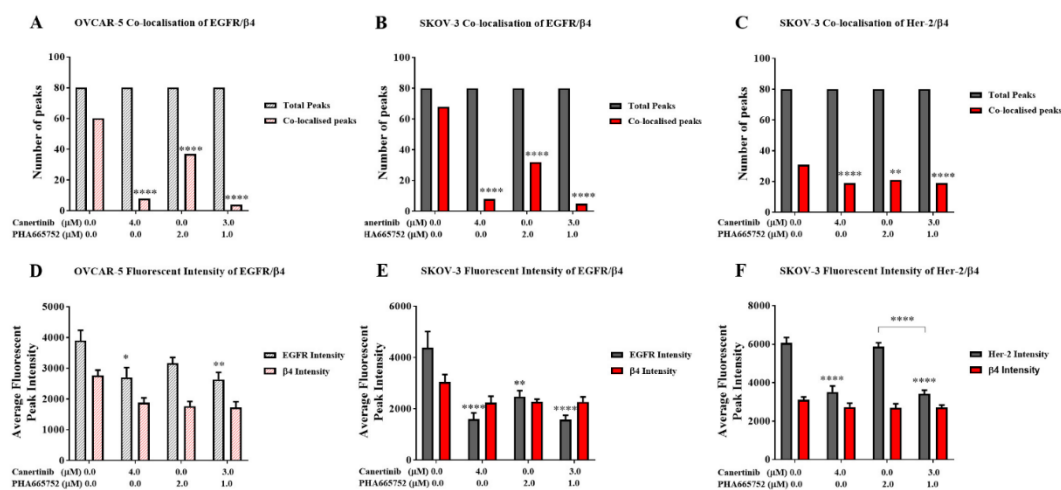 A
OVCAR-5 Co-localisation of EGFR/β4
Number of peaks
100
80
60
40
20
0
Total Peaks
Co-localised peaks
****
****
****
Canertinib (μM) 0.0 4.0 0.0 3.0
PHA665752 (μM) 0.0 0.0 2.0 1.0
B
SKOV-3 Co-localisation of EGFR/β4
Number of peaks
100
80
60
40
20
0
Total Peaks
Co-localised peaks
****
****
****
anertinib (μM) 0.0 4.0 0.0 3.0
HA665752 (μM) 0.0 0.0 2.0 1.0
C
SKOV-3 Co-localisation of Her-2/β4
Number of peaks
100
80
60
40
20
0
Total Peaks
Co-localised peaks
****
**
****
Canertinib (μM) 0.0 4.0 0.0 3.0
PHA665752 (μM) 0.0 0.0 2.0 1.0
D
OVCAR-5 Fluorescent Intensity of EGFR/β4
Average Fluorescent
Peak Intensity
5000
4000
3000
2000
1000
0
EGFR Intensity
β4 Intensity
*
**
Canertinib (μM) 0.0 4.0 0.0 3.0
PHA665752 (μM) 0.0 0.0 2.0 1.0
E
SKOV-3 Fluorescent Intensity of EGFR/β4
Average Fluorescent
Peak Intensity
6000
4000
2000
0
EGFR Intensity
β4 Intensity
****
**
****
Canertinib (μM) 0.0 4.0 0.0 3.0
PHA665752 (μM) 0.0 0.0 2.0 1.0
F
SKOV-3 Fluorescent Intensity of Her-2/β4
Average Fluorescent
Peak Intensity
8000
6000
4000
2000
0
Her-2 Intensity
β4 Intensity
****
****
****
Canertinib (μM) 0.0 4.0 0.0 3.0
PHA665752 (μM) 0.0 0.0 2.0 1.0